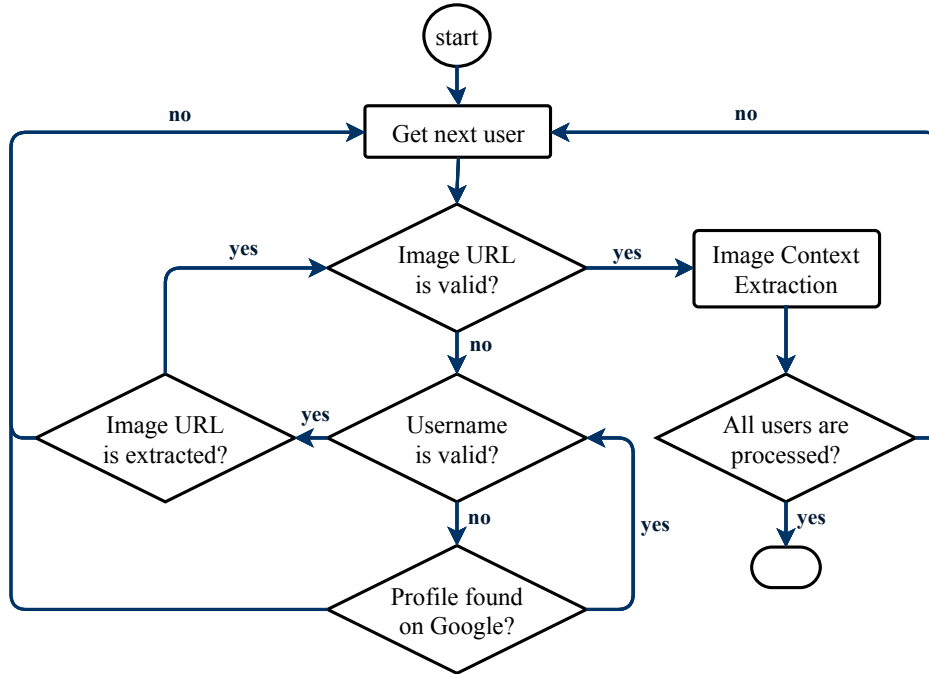 start
no
no
Get next user
yes
Image URL
is valid?
yes
Image Context
Extraction
no
Image URL
is extracted?
yes
Username
is valid?
All users are
processed?
no
yes
yes
Profile found
on Google?